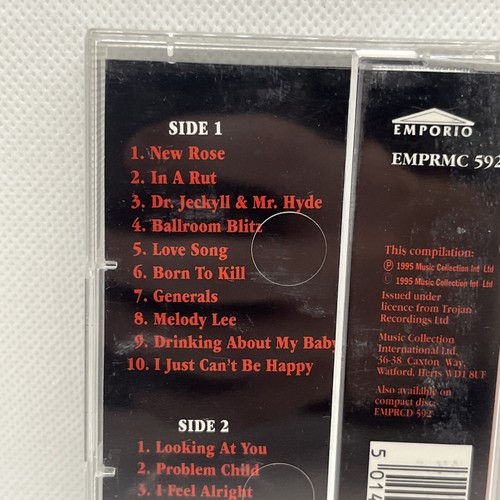 SIDE 1
1. New Rose
2. In A Rut
3. Dr. Jeckyll & Mr. Hyde
4. Ballroom Blitz
5. Love Song
6. Born To Kill
7. Generals
8. Melody Lee
9. Drinking About My Baby
10. I Just Can't Be Happy
SIDE 2
1. Looking At You
2. Problem Child
3. I Feel Alright
EMPORIO
EMPRMC 592
This compilation:
℗ 1995 Music Collection Int Ltd
1995 Music Collection Int Ltd
Issued under
licence from Trojan
Recordings Ltd
Music Collection
International Ltd.
36-38 Caxton Way,
Watford, Herts WD1 8UF
Also available on
compact disc:
EMPRCD 592
5 01